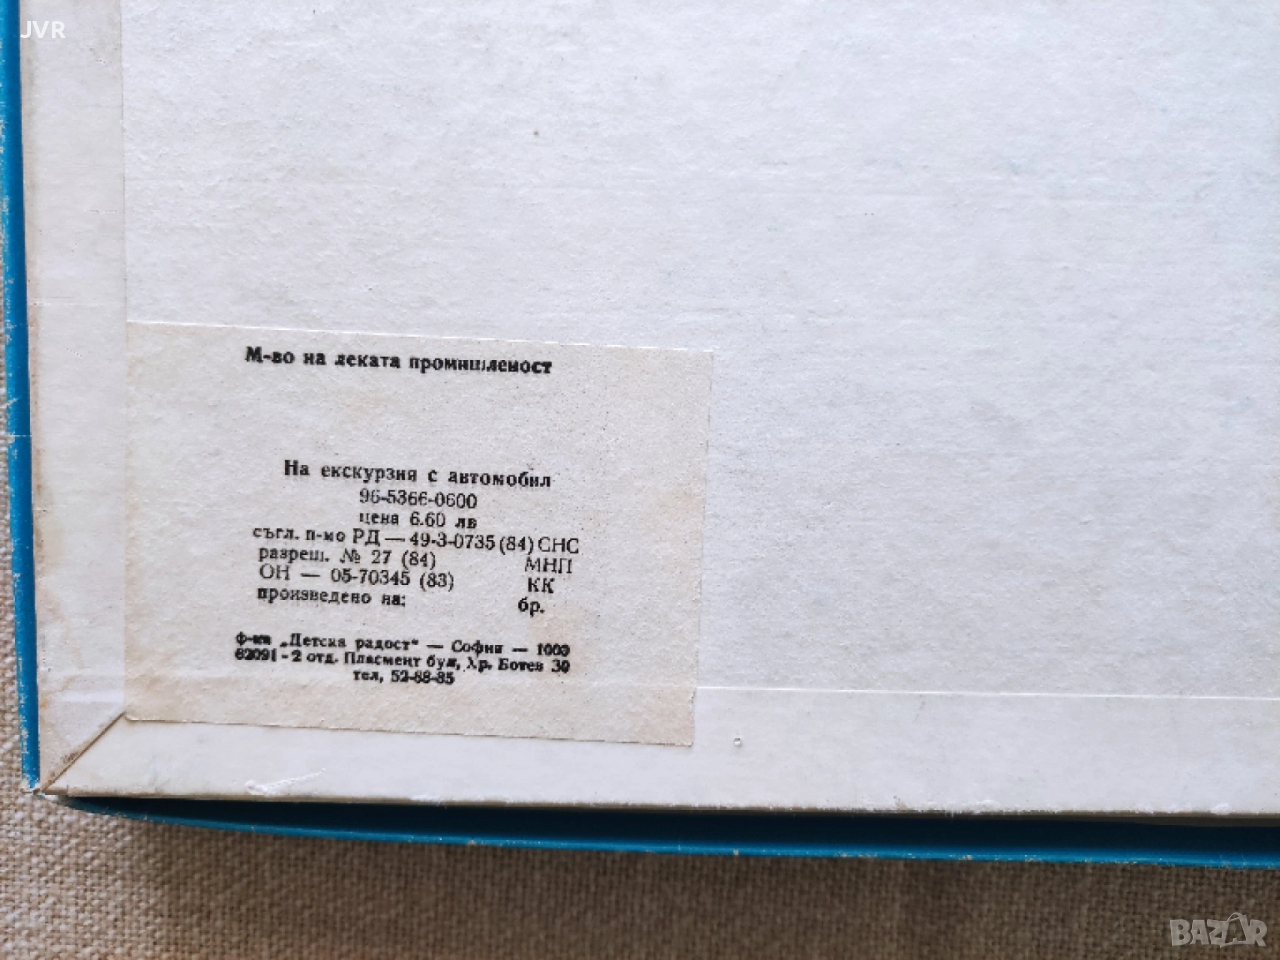 JVR
М-во на леката промишленост
На екскурзия с автомобил
96-5366-0600
цена 6.60 лв
съгл. п-мо РД — 49-3-0735 (84) СНС
разреш. № 27 (84) МНП
ОН — 05-70345 (83) КК
произведено на: бр.
ф-ка „Детска радост“ — София — 1000
62091 - 2 отд. Пласмент бул, Хр. Ботев 30
тел, 52-88-85
BAZAR